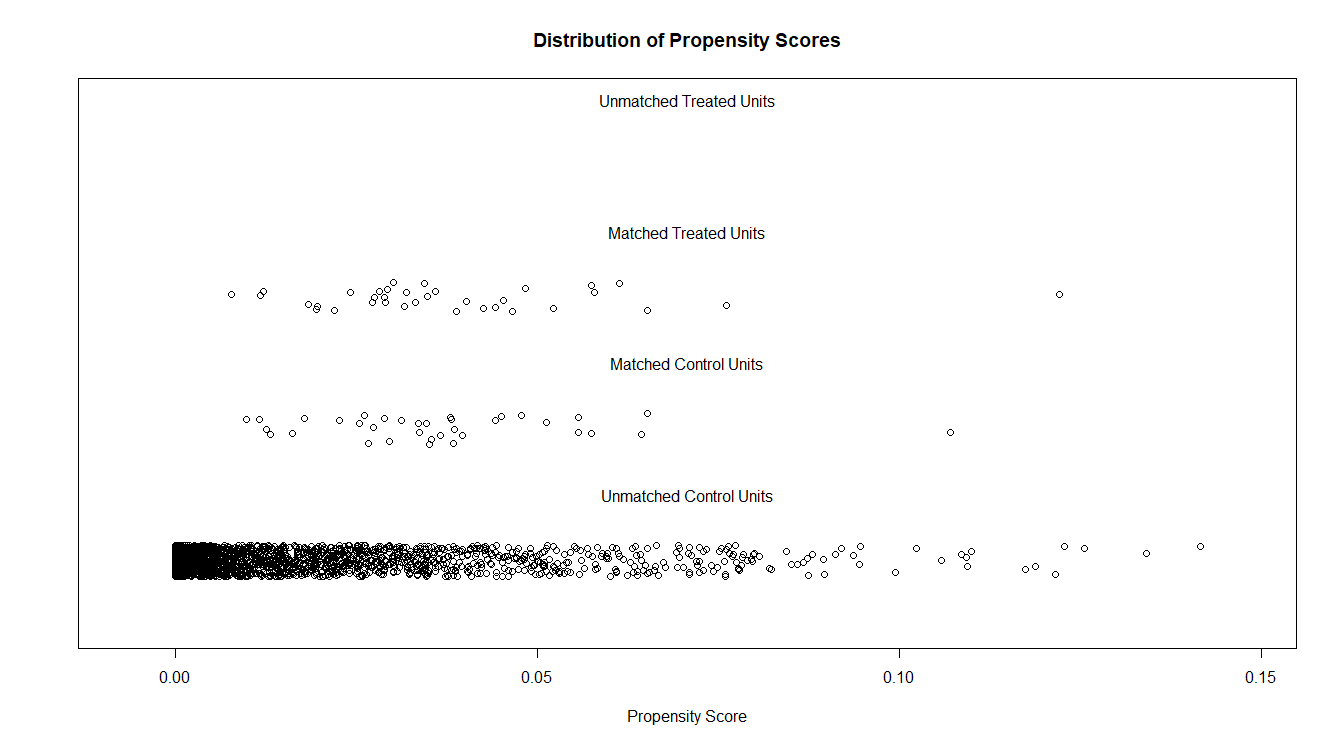 Distribution of Propensity Scores
Unmatched Treated Units
Matched Treated Units
Matched Control Units
Unmatched Control Units
0.00 0.05 0.10 0.15
Propensity Score